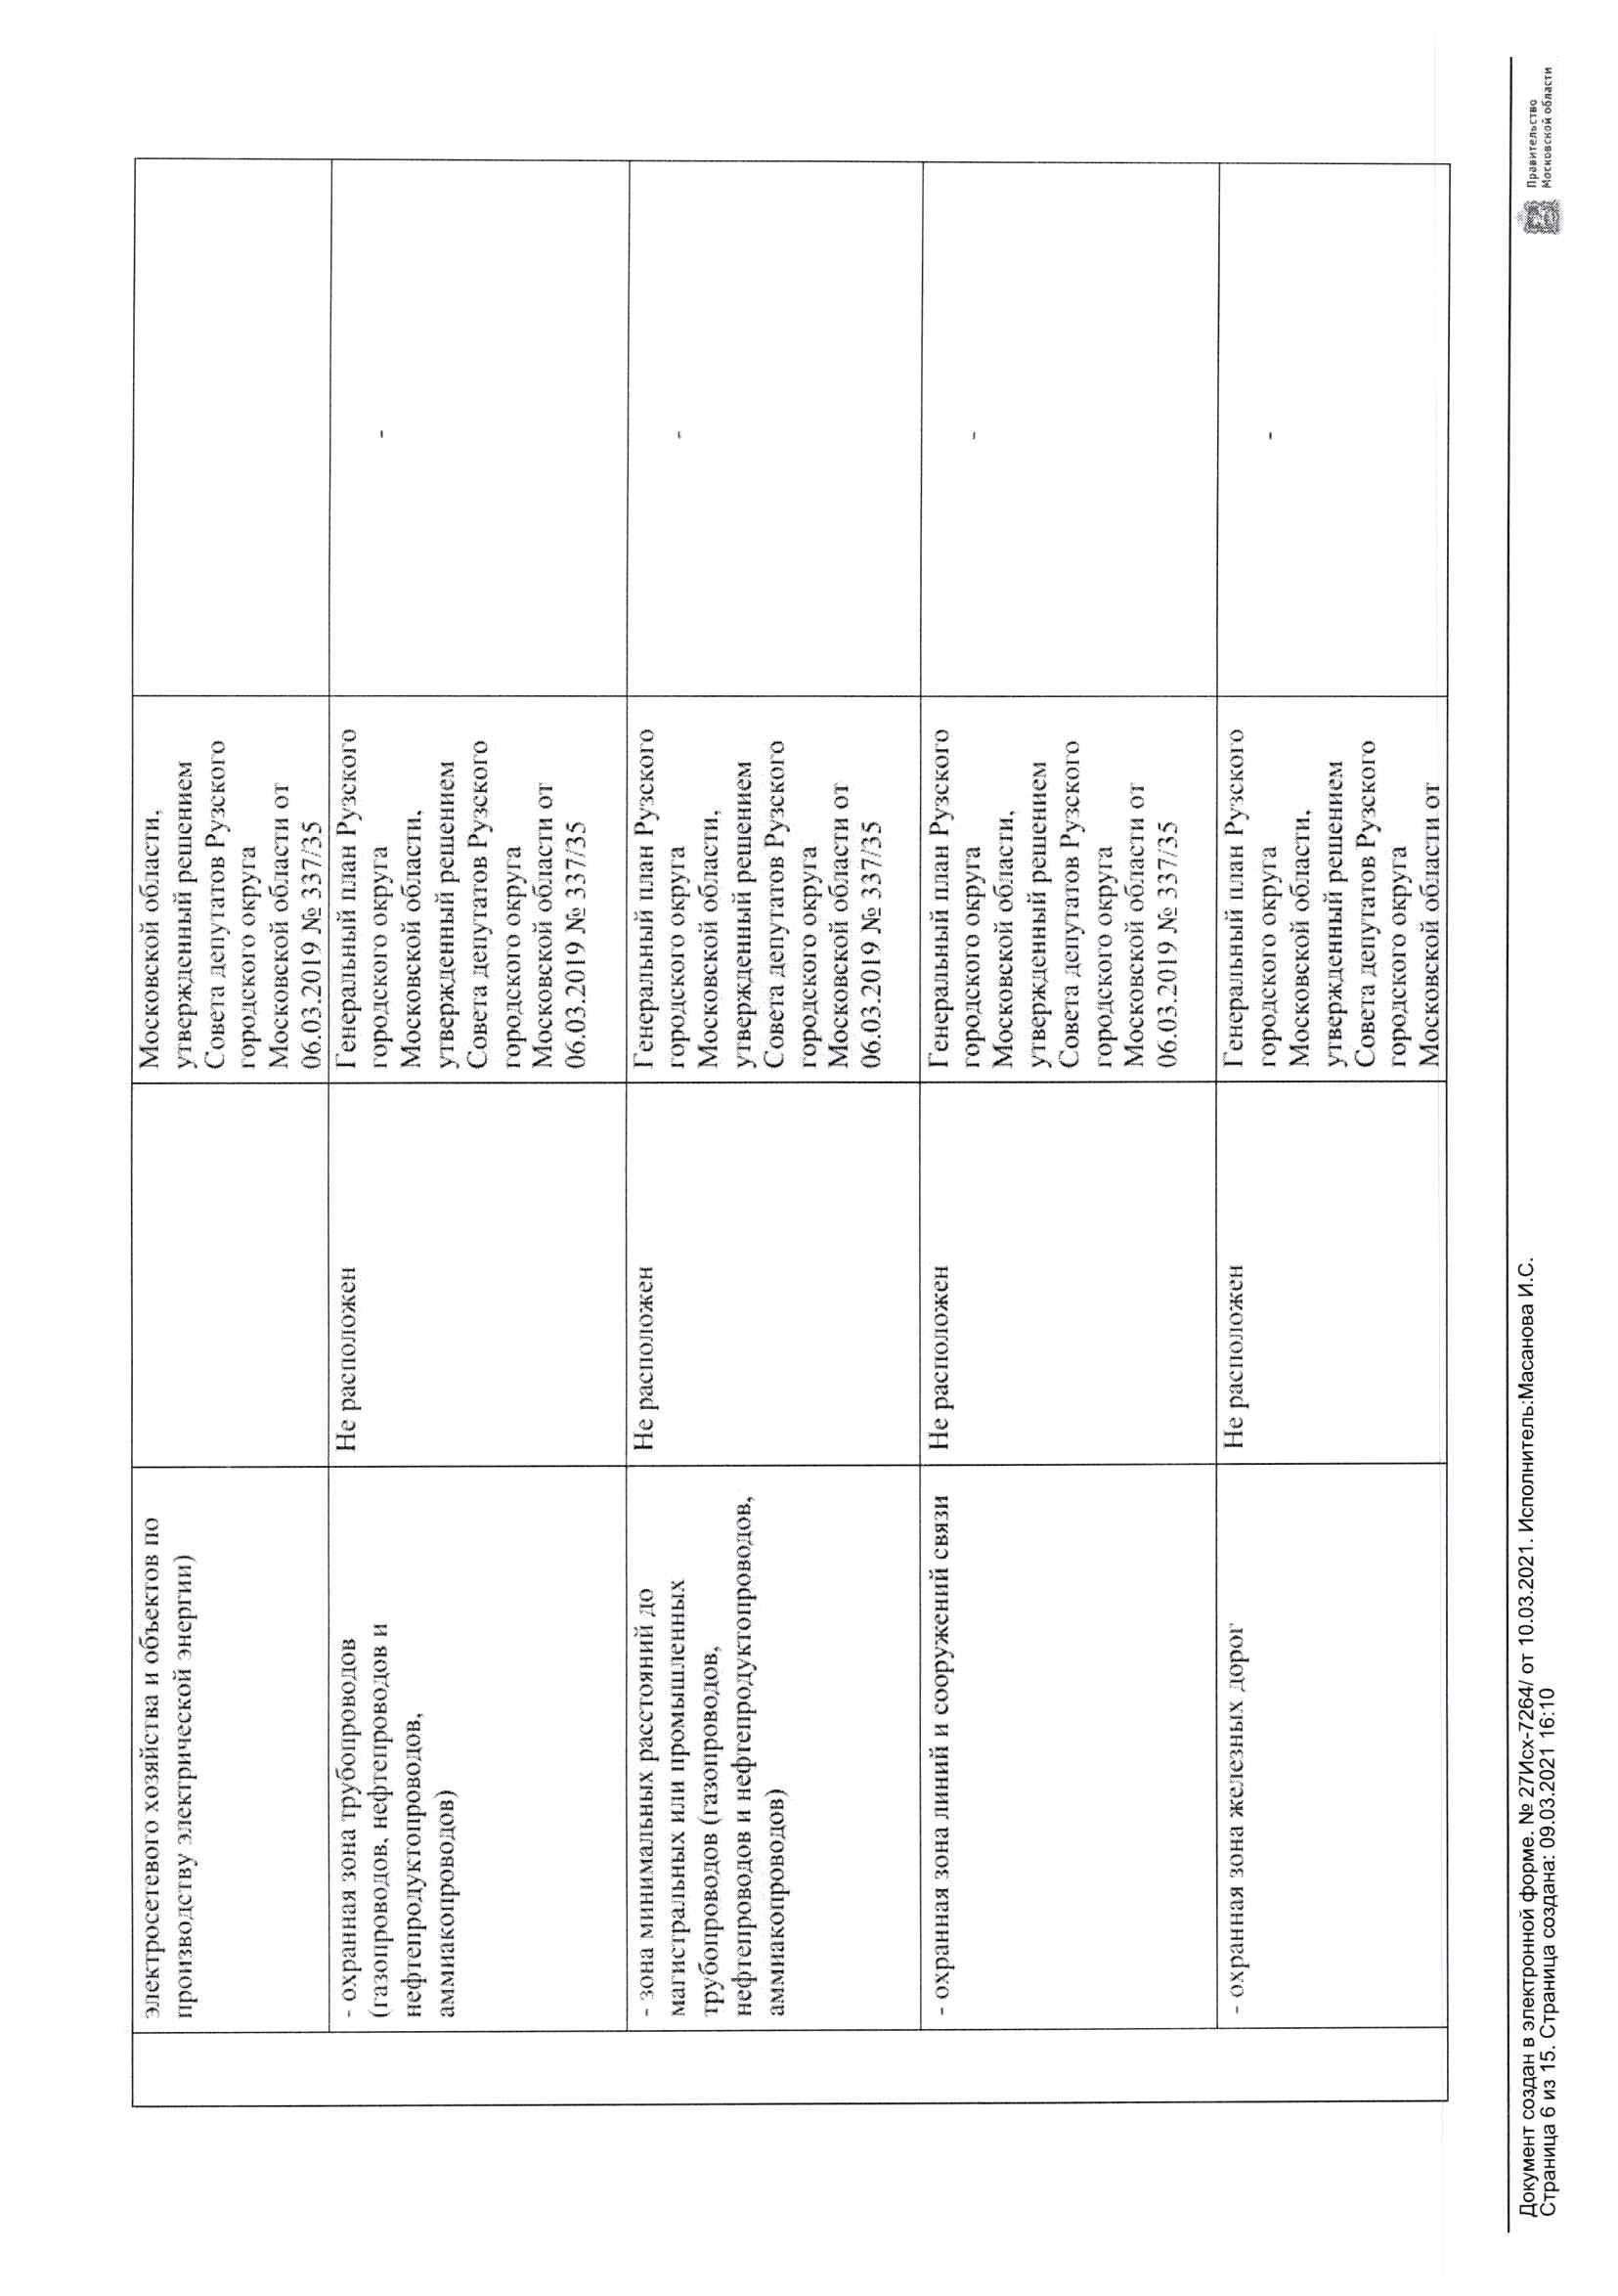 электросетевого хозяйства и объектов по
производству электрической энергии)
Московской области,
утвержденный решением
Совета депутатов Рузского
городского округа
Московской области от
06.03.2019 № 337/35
- охранная зона трубопроводов
(газопроводов, нефтепроводов и
нефтепродуктопроводов,
аммиакопроводов)
Не расположен
Генеральный план Рузского
городского округа
Московской области,
утвержденный решением
Совета депутатов Рузского
городского округа
Московской области от
06.03.2019 № 337/35
-
- зона минимальных расстояний до
магистральных или промышленных
трубопроводов (газопроводов,
нефтепроводов и нефтепродуктопроводов,
аммиакопроводов)
Не расположен
Генеральный план Рузского
городского округа
Московской области,
утвержденный решением
Совета депутатов Рузского
городского округа
Московской области от
06.03.2019 № 337/35
-
- охранная зона линий и сооружений связи
Не расположен
Генеральный план Рузского
городского округа
Московской области,
утвержденный решением
Совета депутатов Рузского
городского округа
Московской области от
06.03.2019 № 337/35
-
- охранная зона железных дорог
Не расположен
Генеральный план Рузского
городского округа
Московской области,
утвержденный решением
Совета депутатов Рузского
городского округа
Московской области от
-
Документ создан в электронной форме. № 27Исх-7264/ от 10.03.2021. Исполнитель:Масанова И.С.
Страница 6 из 15. Страница создана: 09.03.2021 16:10
Правительство
Московской области